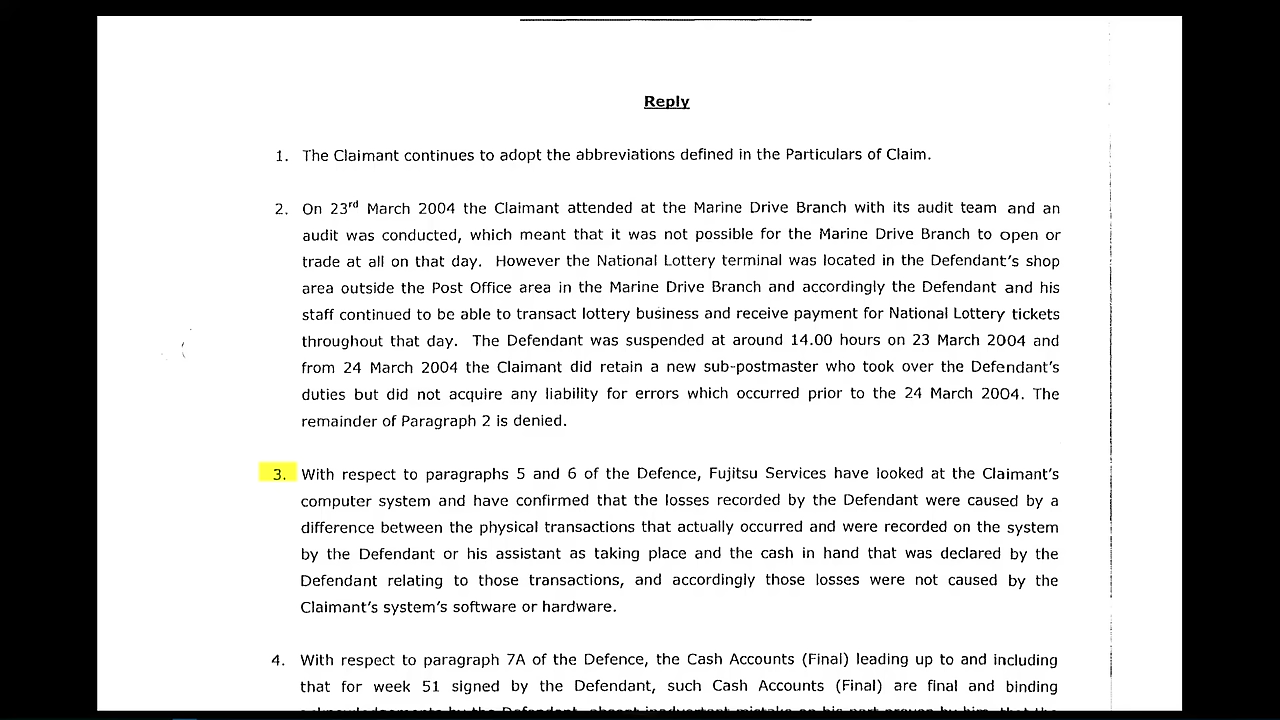 Reply
1. The Claimant continues to adopt the abbreviations defined in the Particulars of Claim.
2. On 23rd March 2004 the Claimant attended at the Marine Drive Branch with its audit team and an
audit was conducted, which meant that it was not possible for the Marine Drive Branch to open or
trade at all on that day. However the National Lottery terminal was located in the Defendant's shop
area outside the Post Office area in the Marine Drive Branch and accordingly the Defendant and his
staff continued to be able to transact lottery business and receive payment for National Lottery tickets
throughout that day. The Defendant was suspended at around 14.00 hours on 23 March 2004 and
from 24 March 2004 the Claimant did retain a new sub-postmaster who took over the Defendant's
duties but did not acquire any liability for errors which occurred prior to the 24 March 2004. The
remainder of Paragraph 2 is denied.
3. With respect to paragraphs 5 and 6 of the Defence, Fujitsu Services have looked at the Claimant's
computer system and have confirmed that the losses recorded by the Defendant were caused by a
difference between the physical transactions that actually occurred and were recorded on the system
by the Defendant or his assistant as taking place and the cash in hand that was declared by the
Defendant relating to those transactions, and accordingly those losses were not caused by the
Claimant's system's software or hardware.
4. With respect to paragraph 7A of the Defence, the Cash Accounts (Final) leading up to and including
that for week 51 signed by the Defendant, such Cash Accounts (Final) are final and binding